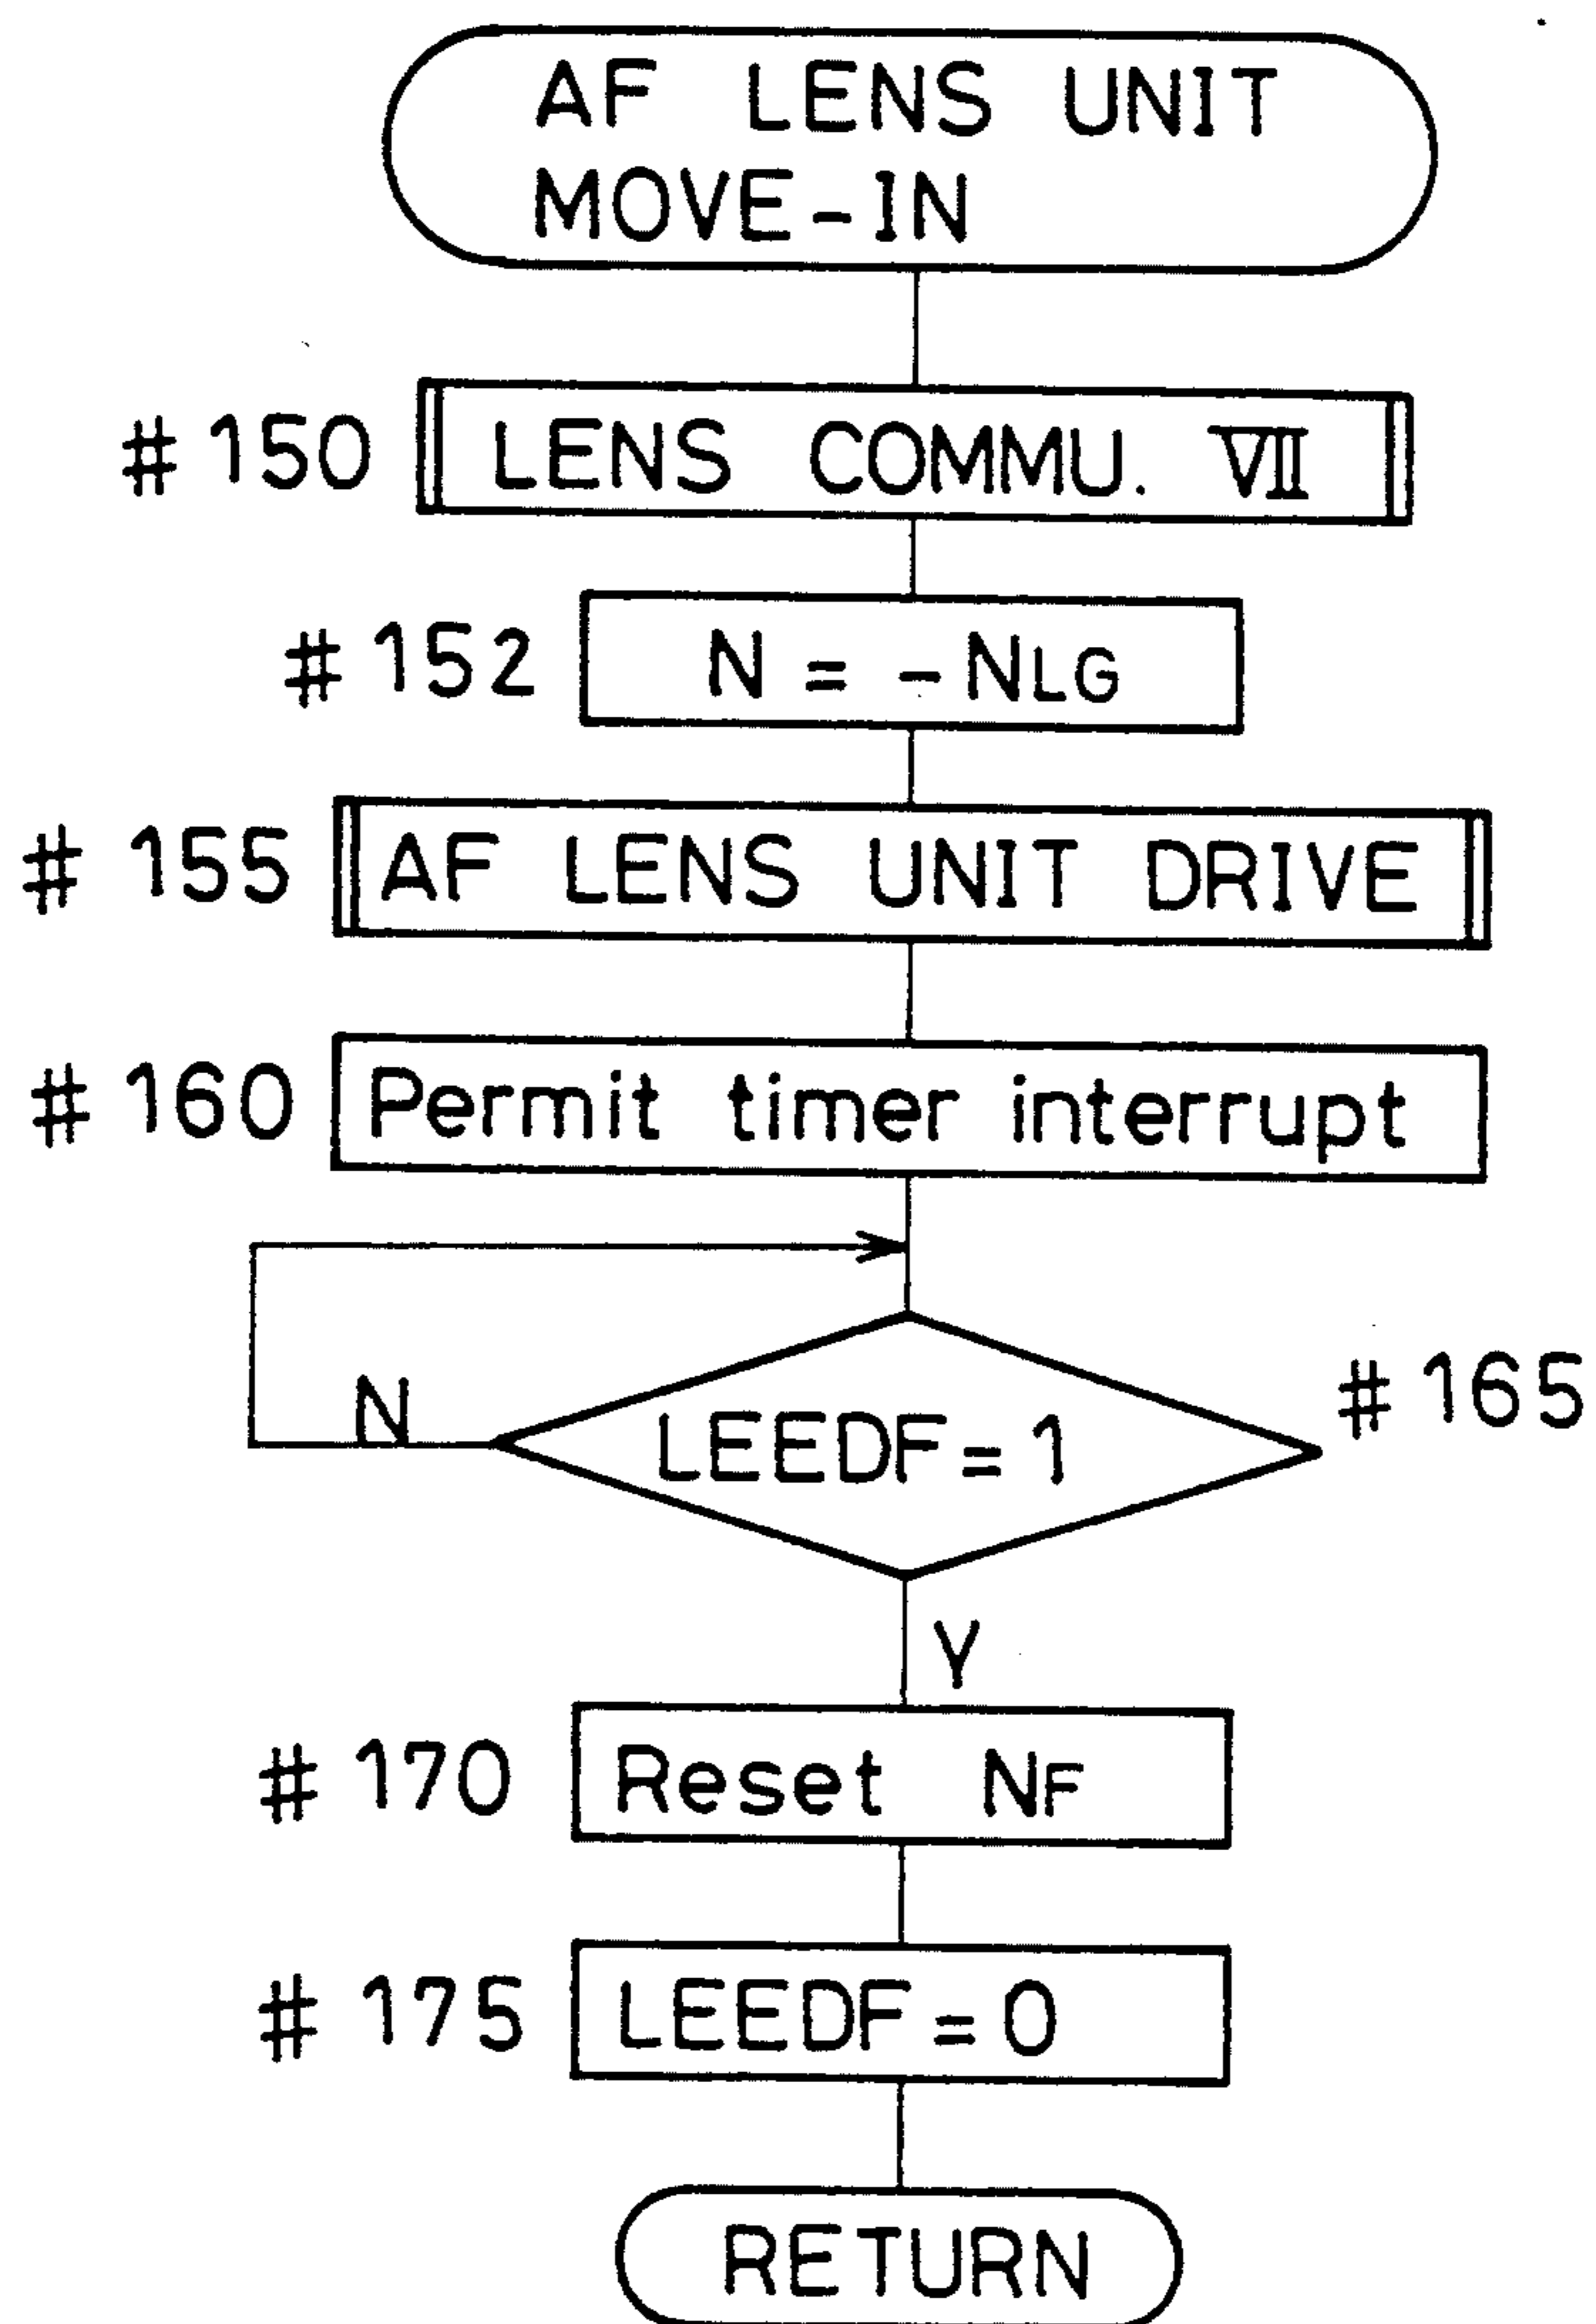 AF LENS UNIT
MOVE-IN
#150 LENS COMMU. VII
#152 N = -NLG
#155 AF LENS UNIT DRIVE
#160 Permit timer interrupt
N
LEEDF=1 #165
Y
#170 Reset NF
#175 LEEDF=0
RETURN